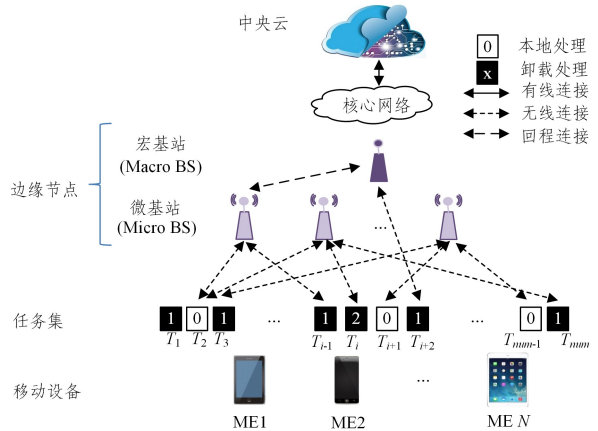 中央云
0 本地处理
x 卸载处理
有线连接
无线连接
回程连接
核心网络
宏基站
(Macro BS)
边缘节点
微基站
(Micro BS)
...
任务集
1 0 1 ... 1 2 0 1 ... 0 1
T1 T2 T3 Ti-1 Ti Ti+1 Ti+2 Tmum-1 Tmum
移动设备
...
ME1 ME2 ME N